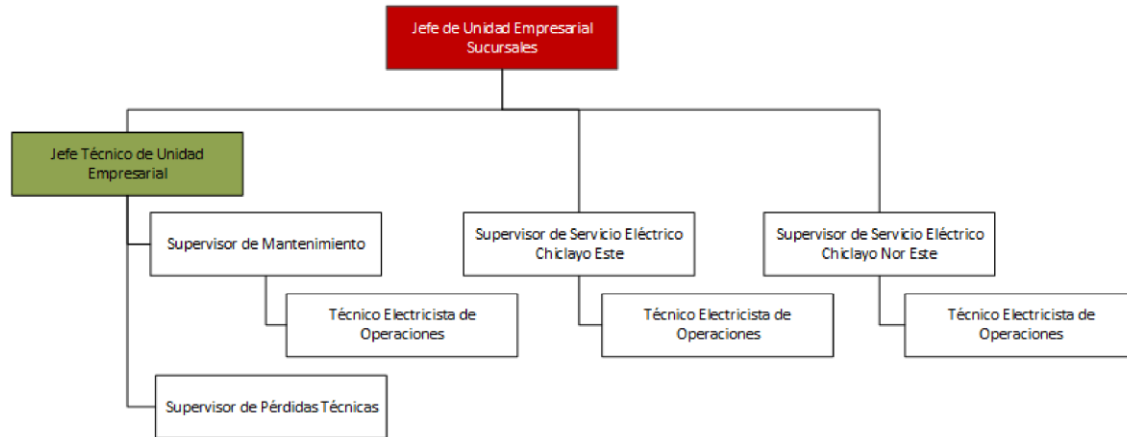 Jefe de Unidad Empresarial
Sucursales
Jefe Técnico de Unidad
Empresarial
Supervisor de Mantenimiento
Supervisor de Servicio Eléctrico
Chiclayo Este
Supervisor de Servicio Eléctrico
Chiclayo Nor Este
Técnico Electricista de
Operaciones
Técnico Electricista de
Operaciones
Técnico Electricista de
Operaciones
Supervisor de Pérdidas Técnicas